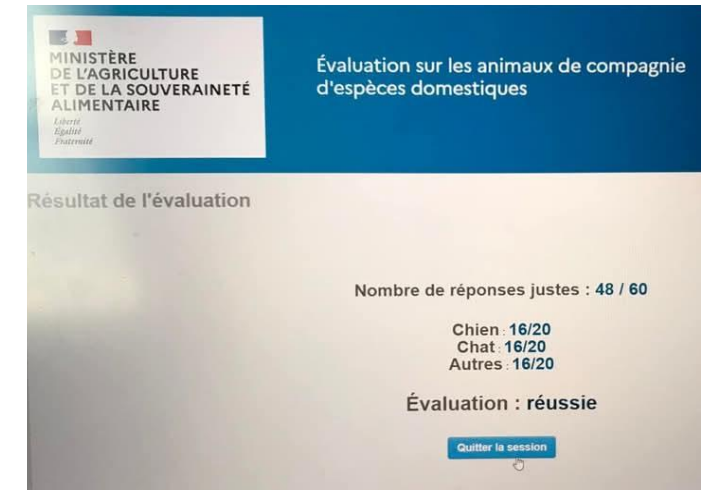 MINISTÈRE
DE L'AGRICULTURE
ET DE LA SOUVERAINETÉ
ALIMENTAIRE
Liberté
Égalité
Fraternité
Évaluation sur les animaux de compagnie
d'espèces domestiques
Résultat de l'évaluation
Nombre de réponses justes : 48 / 60
Chien : 16/20
Chat : 16/20
Autres : 16/20
Évaluation : réussie
Quitter la session